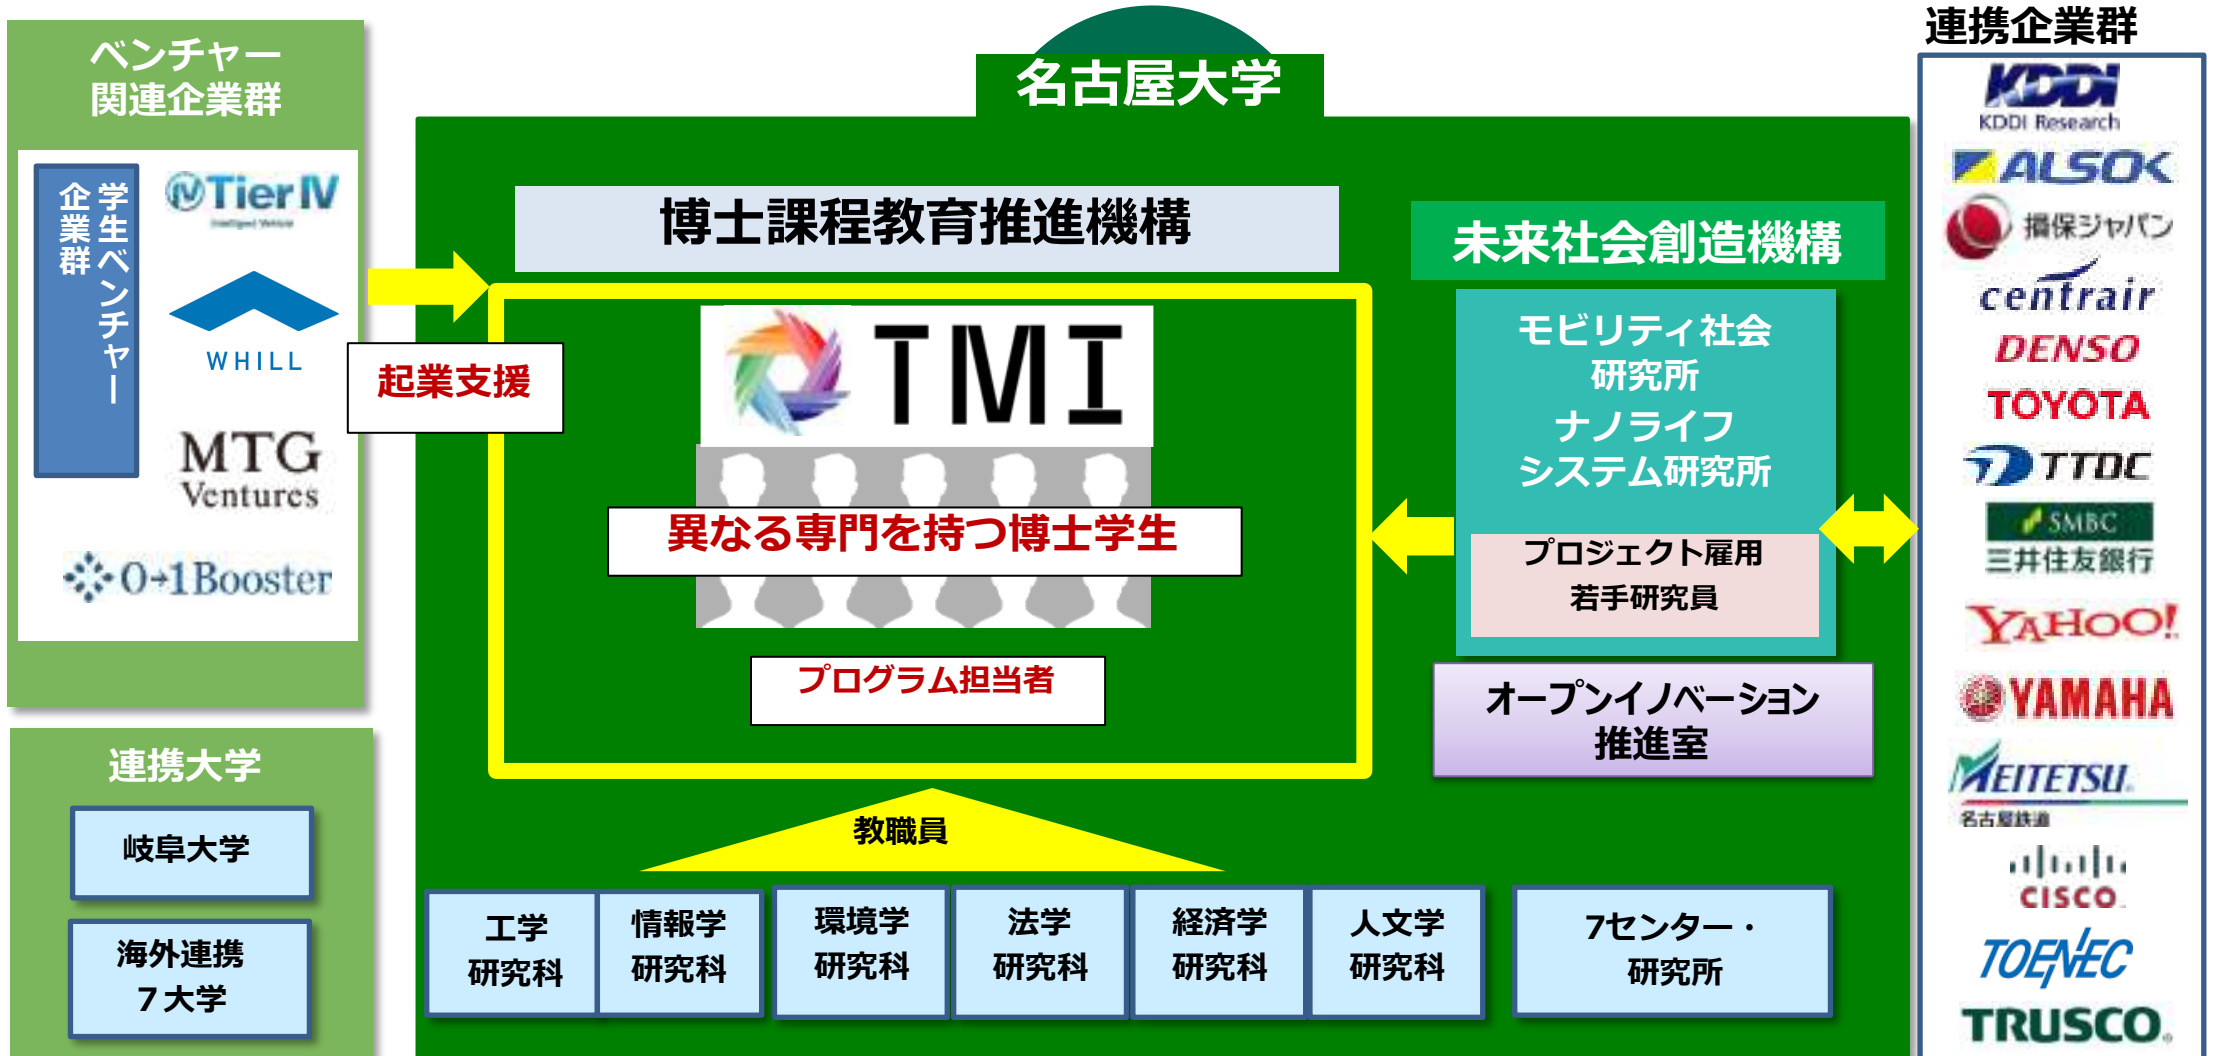 ベンチャー
関連企業群
学生ベンチャー
企業群
Tier IV
Intelligent Vehicle
WHILL
MTG
Ventures
0→1Booster
起業支援
連携大学
岐阜大学
海外連携
７大学
名古屋大学
博士課程教育推進機構
TMI
異なる専門を持つ博士学生
プログラム担当者
教職員
工学
研究科
情報学
研究科
環境学
研究科
法学
研究科
経済学
研究科
人文学
研究科
7センター・
研究所
未来社会創造機構
モビリティ社会
研究所
ナノライフ
システム研究所
プロジェクト雇用
若手研究員
オープンイノベーション
推進室
連携企業群
KDDI
KDDI Research
ALSOK
損保ジャパン
centrair
DENSO
TOYOTA
TTDC
SMBC
三井住友銀行
YAHOO!
YAMAHA
MEITETSU
名古屋鉄道
CISCO
TOENEC
TRUSCO